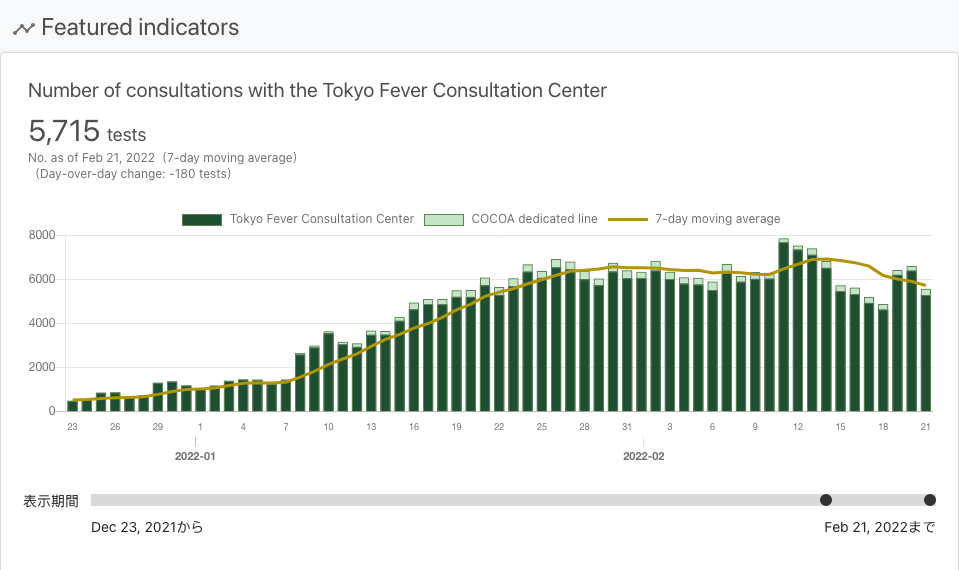 Featured indicators
Number of consultations with the Tokyo Fever Consultation Center
5,715 tests
No. as of Feb 21, 2022 (7-day moving average)
(Day-over-day change: -180 tests)
Tokyo Fever Consultation Center COCOA dedicated line 7-day moving average
8000
6000
4000
2000
0
23 26 29 1 4 7 10 13 16 19 22 25 28 31 3 6 9 12 15 18 21
2022-01 2022-02
表示期間
Dec 23, 2021から Feb 21, 2022まで